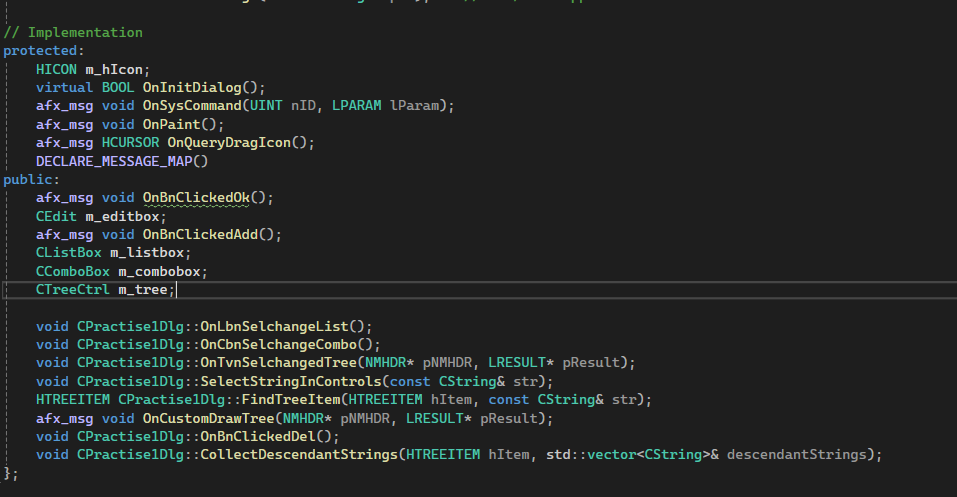 // Implementation
protected:
    HICON m_hIcon;
    virtual BOOL OnInitDialog();
    afx_msg void OnSysCommand(UINT nID, LPARAM lParam);
    afx_msg void OnPaint();
    afx_msg HCURSOR OnQueryDragIcon();
    DECLARE_MESSAGE_MAP()
public:
    afx_msg void OnBnClickedOk();
    CEdit m_editbox;
    afx_msg void OnBnClickedAdd();
    CListBox m_listbox;
    CComboBox m_combobox;
    CTreeCtrl m_tree;
    void CPractise1Dlg::OnLbnSelchangeList();
    void CPractise1Dlg::OnCbnSelchangeCombo();
    void CPractise1Dlg::OnTvnSelchangedTree(NMHDR* pNMHDR, LRESULT* pResult);
    void CPractise1Dlg::SelectStringInControls(const CString& str);
    HTREEITEM CPractise1Dlg::FindTreeItem(HTREEITEM hItem, const CString& str);
    afx_msg void OnCustomDrawTree(NMHDR* pNMHDR, LRESULT* pResult);
    void CPractise1Dlg::OnBnClickedDel();
    void CPractise1Dlg::CollectDescendantStrings(HTREEITEM hItem, std::vector<CString>& descendantStrings);
};